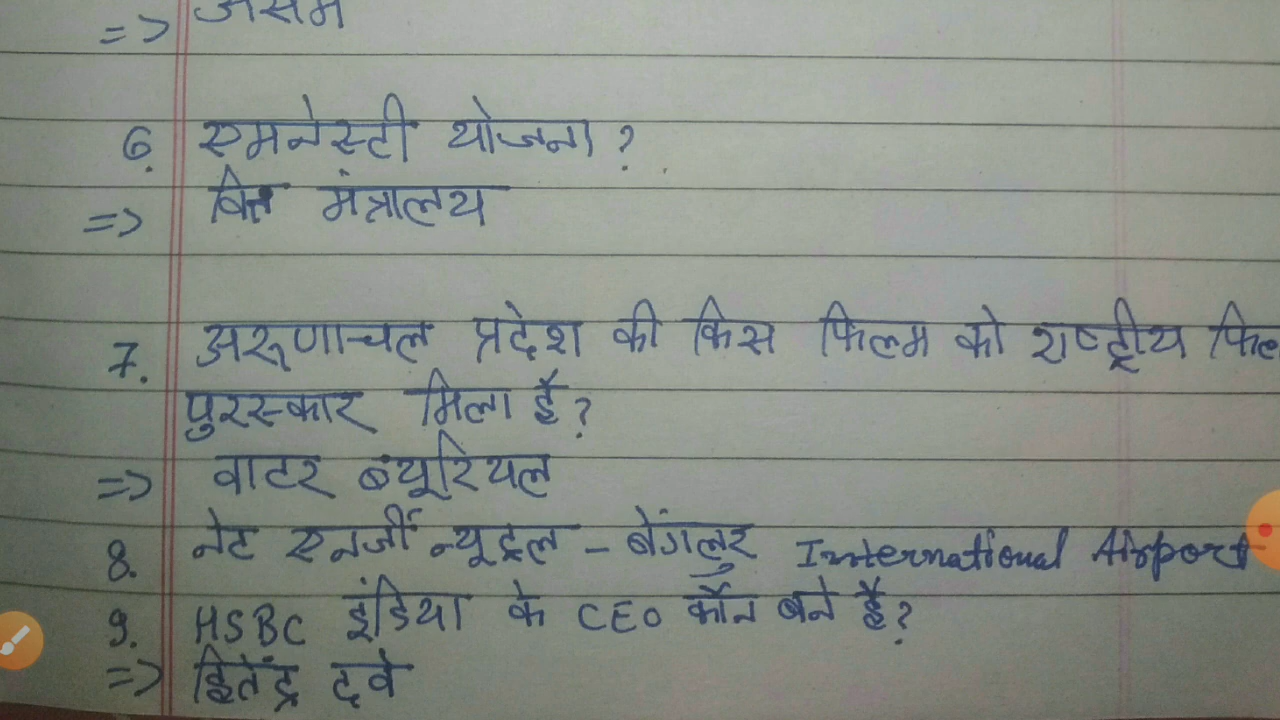 => असम
6. एमनेस्टी योजना ?
=> वित्त मंत्रालय
7. अरूणाचल प्रदेश की किस फिल्म को राष्ट्रीय
पुरस्कार मिला है ?
=> वाटर ब्यूरियल
8. नेट एनर्जी न्यूट्रल - बेंगलुर International Airport
9. HSBC इंडिया के CEO कौन बने है ?
=> हितेंद्र दवे